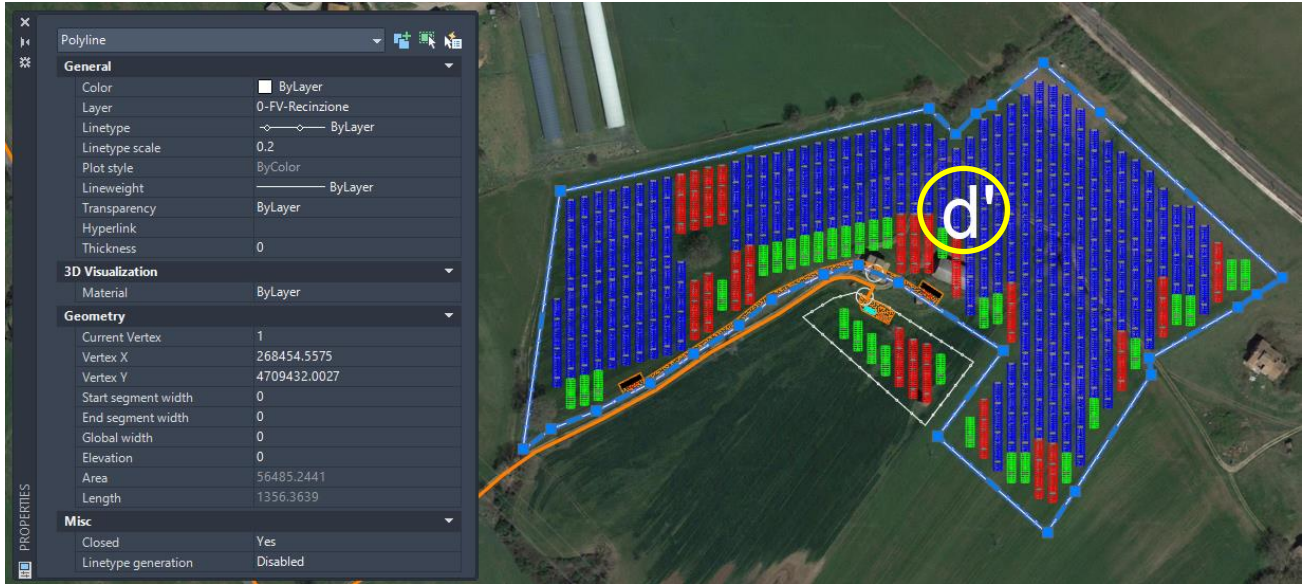 Polyline
General
Color ByLayer
Layer 0-FV-Recinzione
Linetype ByLayer
Linetype scale 0.2
Plot style ByColor
Lineweight ByLayer
Transparency ByLayer
Hyperlink
Thickness 0
3D Visualization
Material ByLayer
Geometry
Current Vertex 1
Vertex X 268454.5575
Vertex Y 4709432.0027
Start segment width 0
End segment width 0
Global width 0
Elevation 0
Area 56485.2441
Length 1356.3639
Misc
Closed Yes
Linetype generation Disabled
PROPERTIES
d'